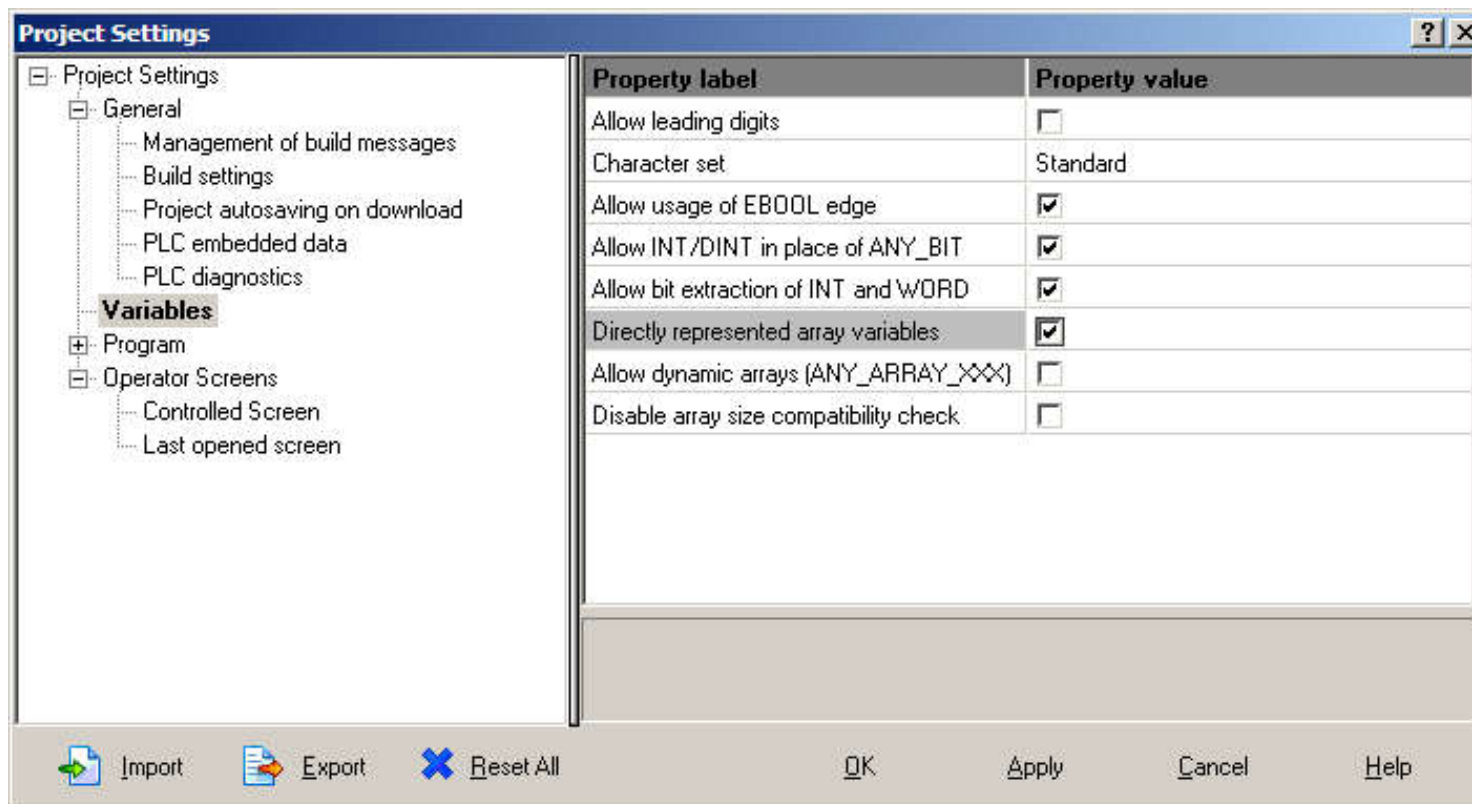 Project Settings
Project Settings
General
Management of build messages
Build settings
Project autosaving on download
PLC embedded data
PLC diagnostics
Variables
Program
Operator Screens
Controlled Screen
Last opened screen
Property label Property value
Allow leading digits
Character set Standard
Allow usage of EBOOL edge
Allow INT/DINT in place of ANY_BIT
Allow bit extraction of INT and WORD
Directly represented array variables
Allow dynamic arrays (ANY_ARRAY_XXX)
Disable array size compatibility check
Import Export Reset All OK Apply Cancel Help